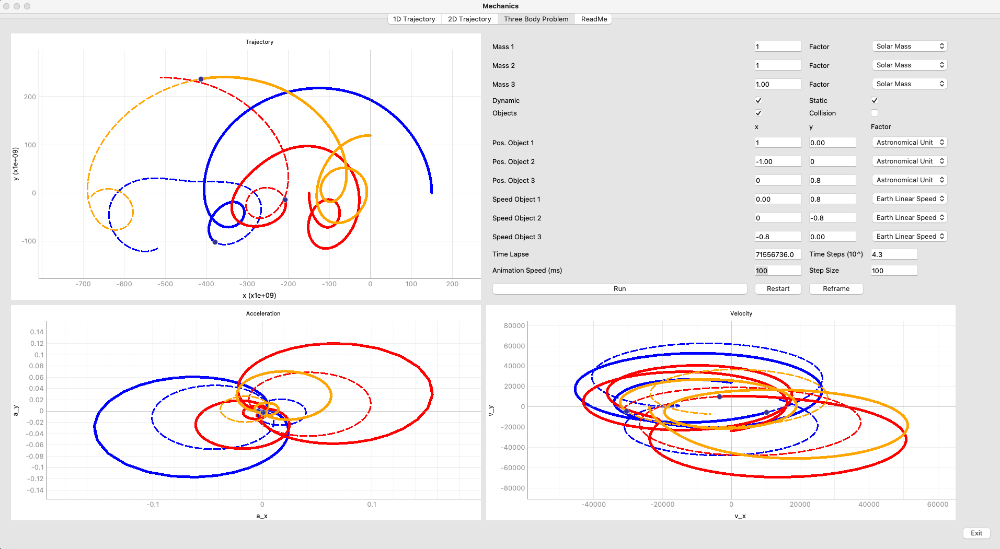 Mechanics
1D Trajectory 2D Trajectory Three Body Problem ReadMe
Trajectory
200
100
0
-100
y (x1e+09)
-700 -600 -500 -400 -300 -200 -100 0 100 200
x (x1e+09)
Mass 1 1 Factor Solar Mass
Mass 2 1 Factor Solar Mass
Mass 3 1.00 Factor Solar Mass
Dynamic Static
Objects Collision
x y Factor
Pos. Object 1 1 0.00 Astronomical Unit
Pos. Object 2 -1.00 0 Astronomical Unit
Pos. Object 3 0 0.8 Astronomical Unit
Speed Object 1 0.00 0.8 Earth Linear Speed
Speed Object 2 0 -0.8 Earth Linear Speed
Speed Object 3 -0.8 0.00 Earth Linear Speed
Time Lapse 71556736.0 Time Steps (10^) 4.3
Animation Speed (ms) 100 Step Size 100
Run Restart Reframe
Acceleration
0.14
0.12
0.1
0.08
0.06
0.04
0.02
0
-0.02
-0.04
-0.06
-0.08
-0.1
-0.12
-0.14
a_y
-0.1 0 0.1
a_x
Velocity
80000
60000
40000
20000
0
-20000
-40000
-60000
-80000
v_y
-40000 -20000 0 20000 40000 60000
v_x
Exit